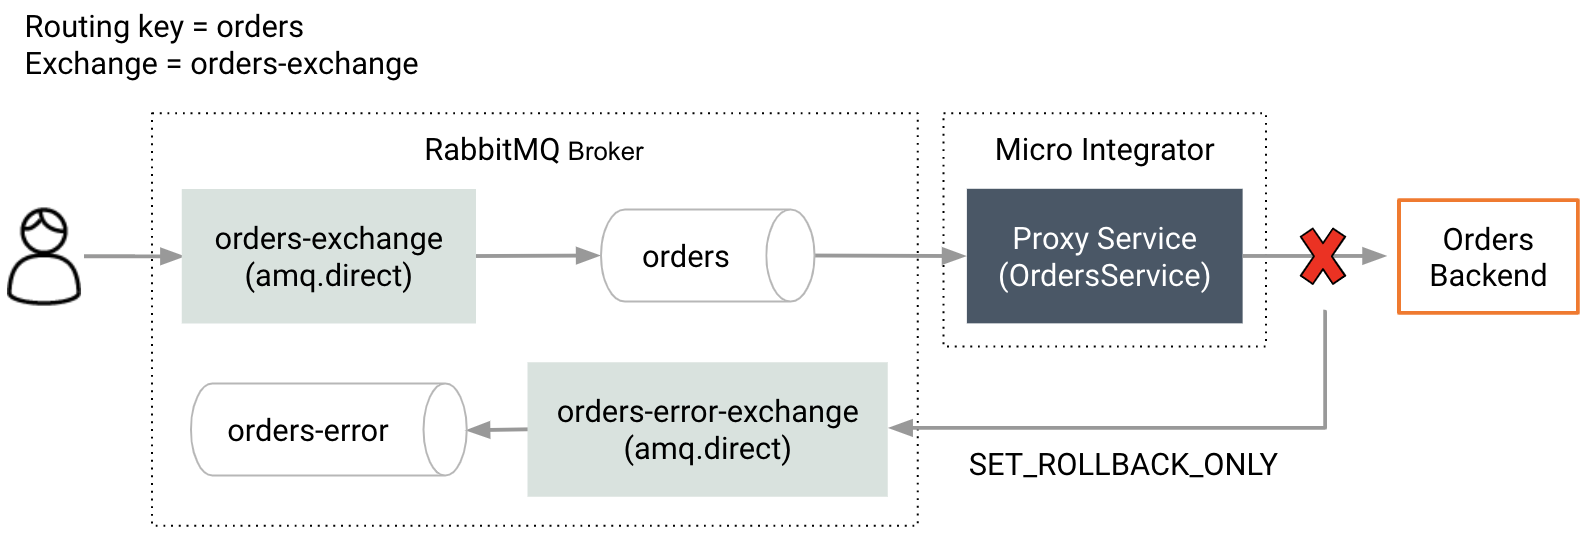 Routing key = orders
Exchange = orders-exchange
RabbitMQ Broker
Micro Integrator
orders-exchange
(amq.direct)
orders
Proxy Service
(OrdersService)
Orders
Backend
orders-error
orders-error-exchange
(amq.direct)
SET_ROLLBACK_ONLY